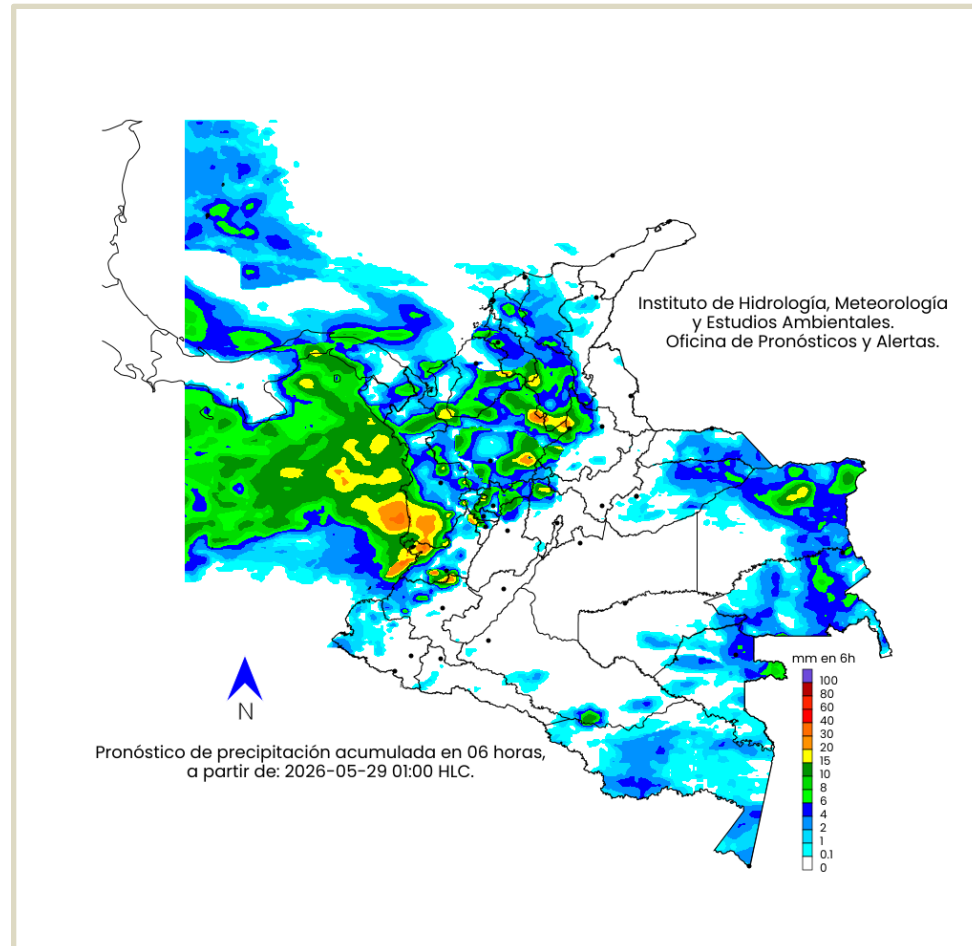 Instituto de Hidrología, Meteorología
y Estudios Ambientales.
Oficina de Pronósticos y Alertas.
mm en 6h
100
80
60
40
30
20
15
10
8
6
4
2
1
0.1
0
N
Pronóstico de precipitación acumulada en 06 horas,
a partir de: 2026-05-29 01:00 HLC.